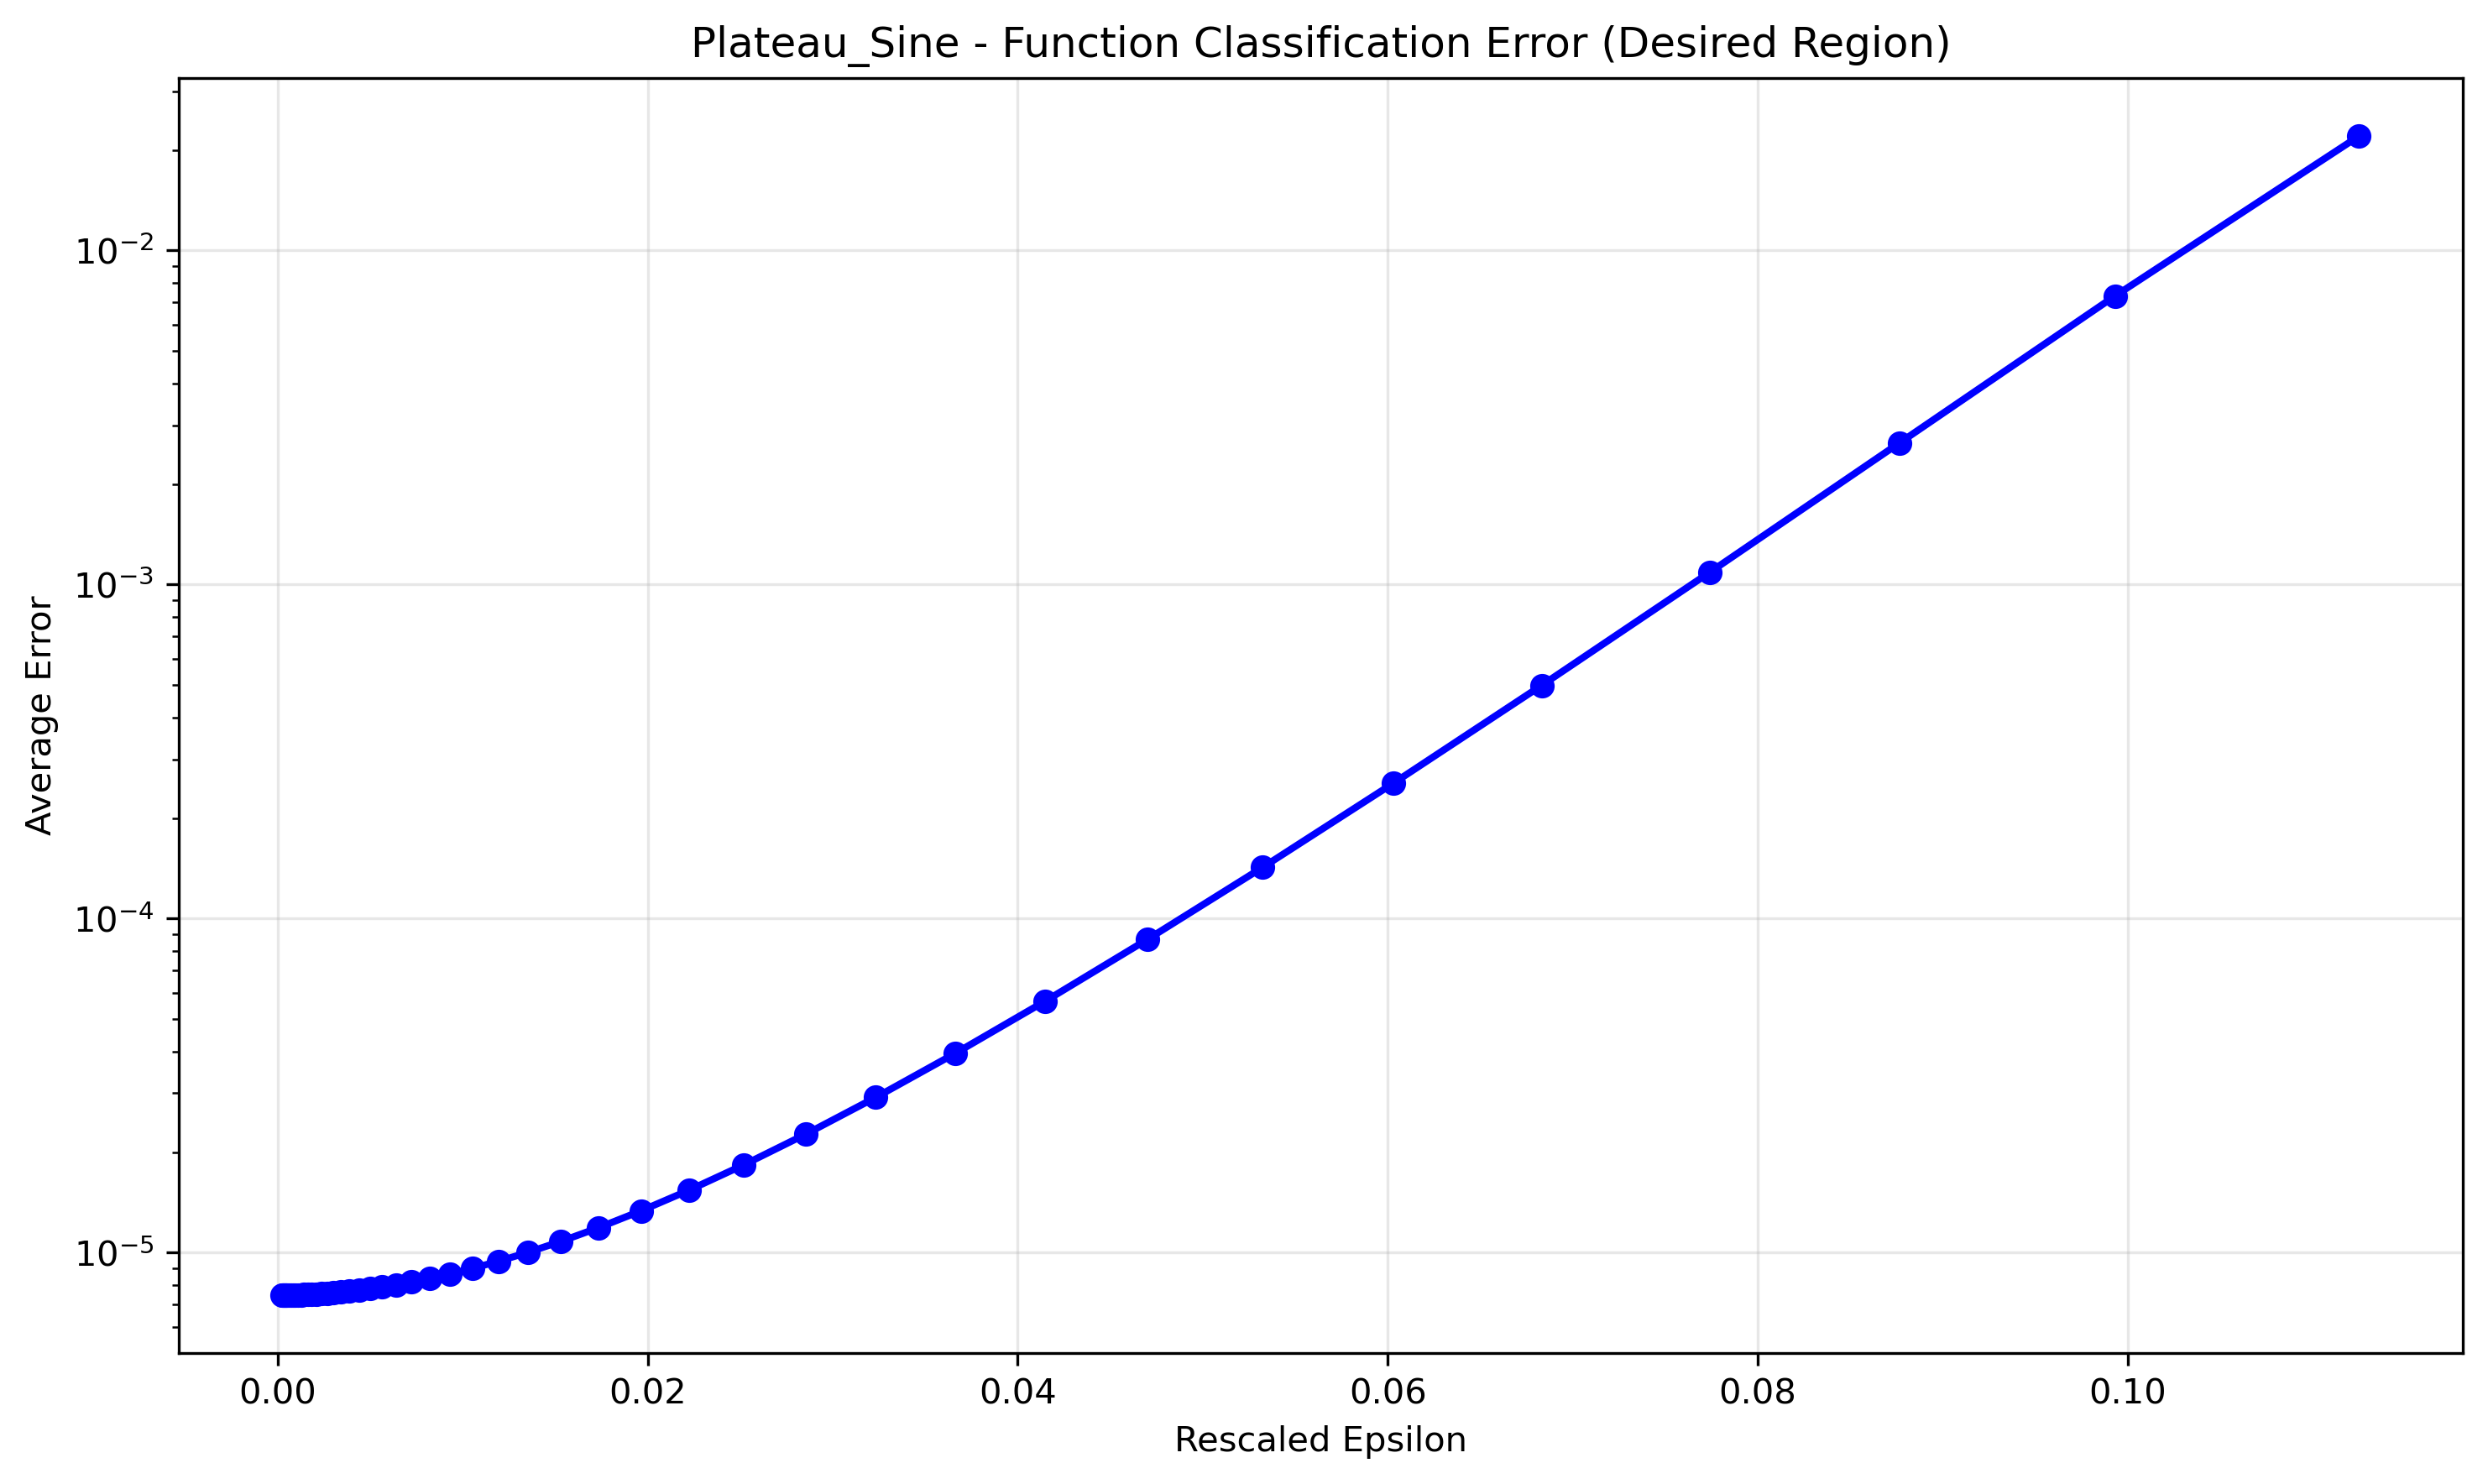 Plateau_Sine - Function Classification Error (Desired Region)
10⁻²
10⁻³
10⁻⁴
10⁻⁵
Average Error
0.00 0.02 0.04 0.06 0.08 0.10
Rescaled Epsilon